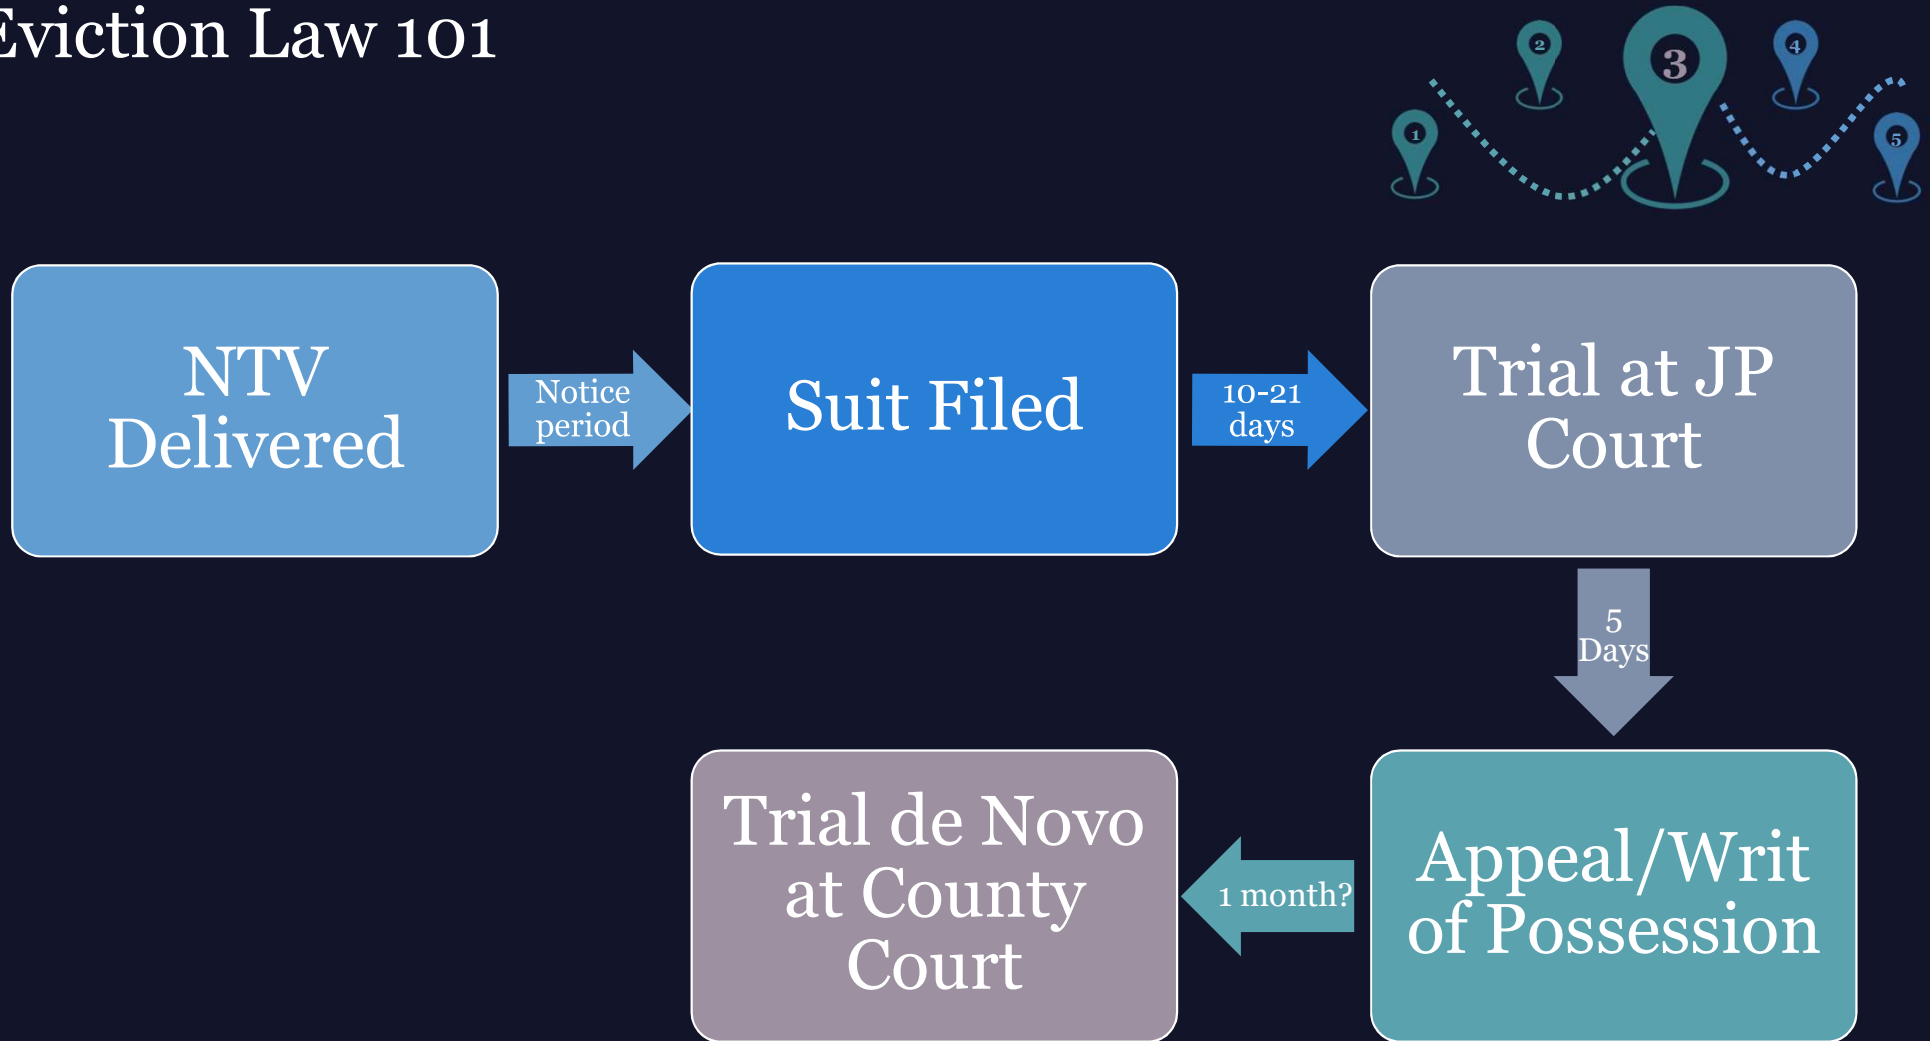 Eviction Law 101
1
2
3
4
5
NTV
Delivered
Notice
period
Suit Filed
10-21
days
Trial at JP
Court
5
Days
Appeal/Writ
of Possession
1 month?
Trial de Novo
at County
Court